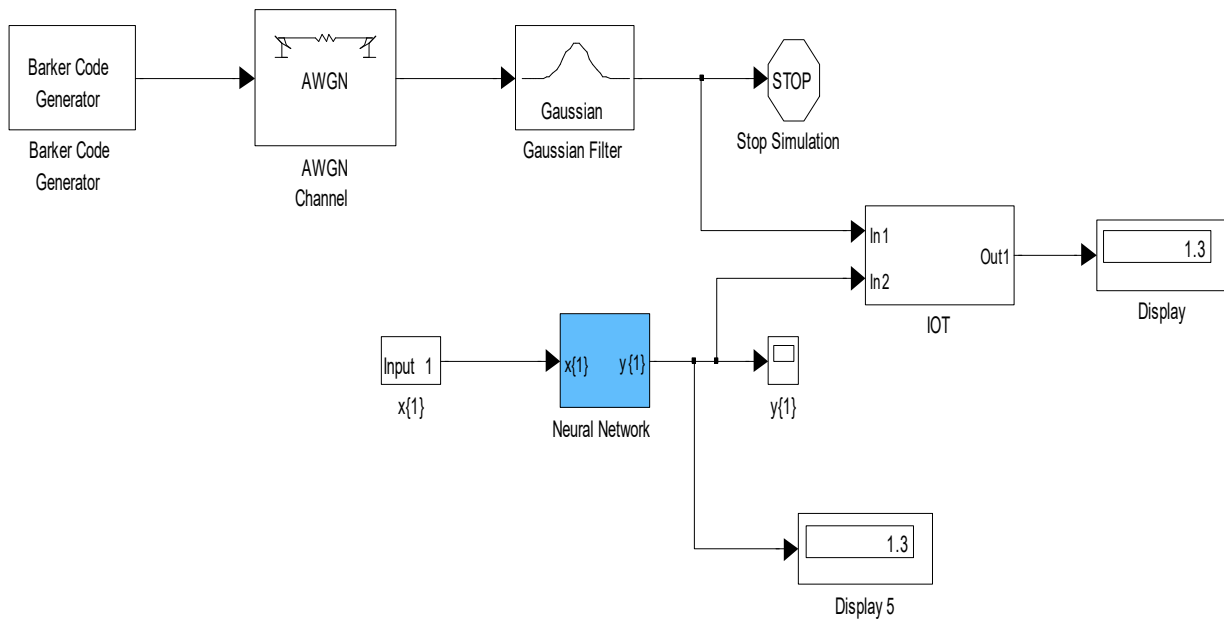 Barker Code
Generator
Barker Code
Generator
AWGN
AWGN
Channel
Gaussian
Gaussian Filter
STOP
Stop Simulation
In1
In2
Out1
IOT
1.3
Display
Input 1
x{1}
x{1}
y{1}
Neural Network
y{1}
1.3
Display 5